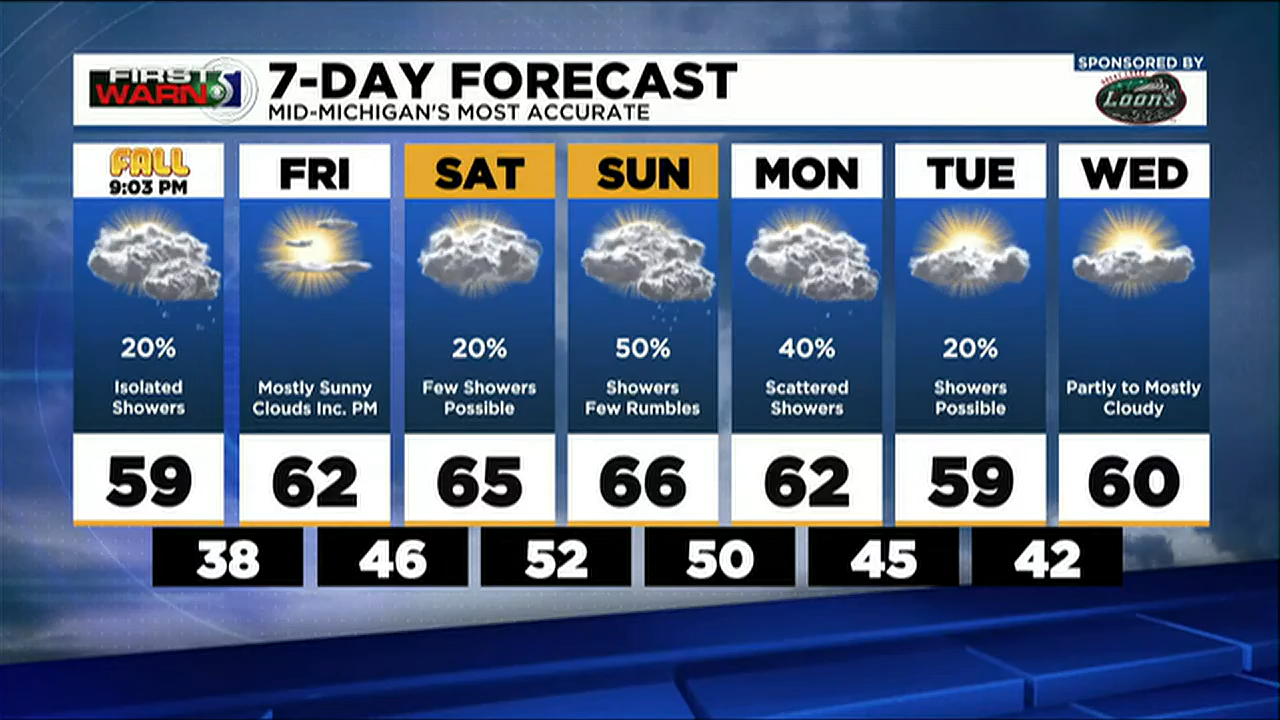 FIRST WARN 5
7-DAY FORECAST
MID-MICHIGAN'S MOST ACCURATE
SPONSORED BY
Loons
FALL
9:03 PM
FRI
SAT
SUN
MON
TUE
WED
20%
20%
50%
40%
20%
Isolated
Showers
Mostly Sunny
Clouds Inc. PM
Few Showers
Possible
Showers
Few Rumbles
Scattered
Showers
Showers
Possible
Partly to Mostly
Cloudy
59
62
65
66
62
59
60
38
46
52
50
45
42